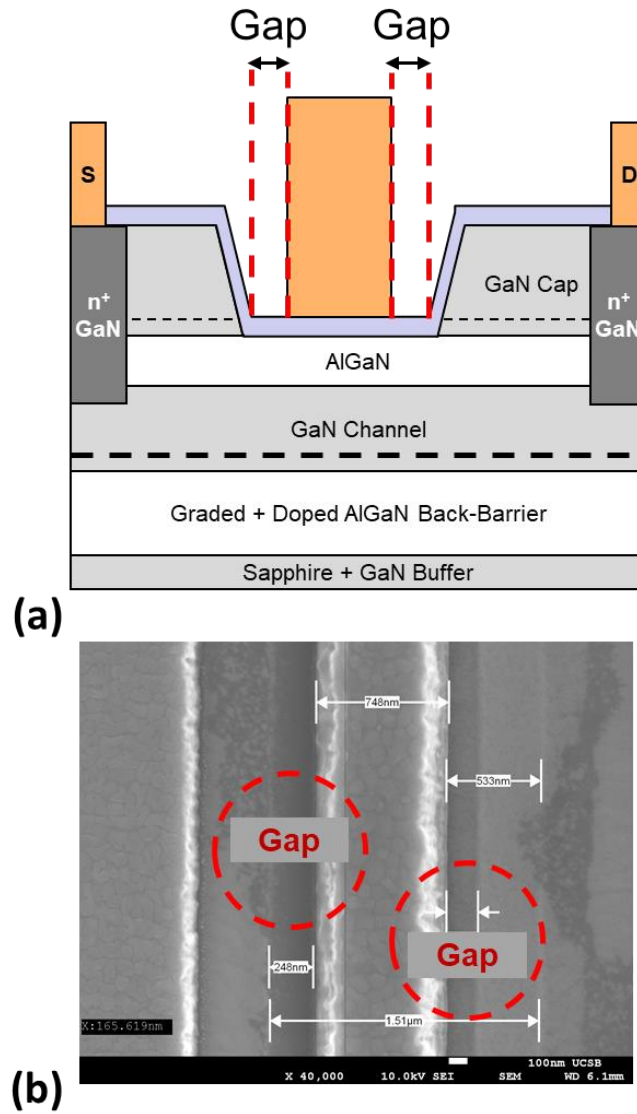 Gap Gap
S D
GaN Cap
n+ GaN n+ GaN
AlGaN
GaN Channel
Graded + Doped AlGaN Back-Barrier
Sapphire + GaN Buffer
(a)
748nm
533nm
Gap
Gap
248nm
1.51µm
X:165.619nm
100nm UCSB
X 40,000 10.0kV SEI SEM WD 6.1mm
(b)